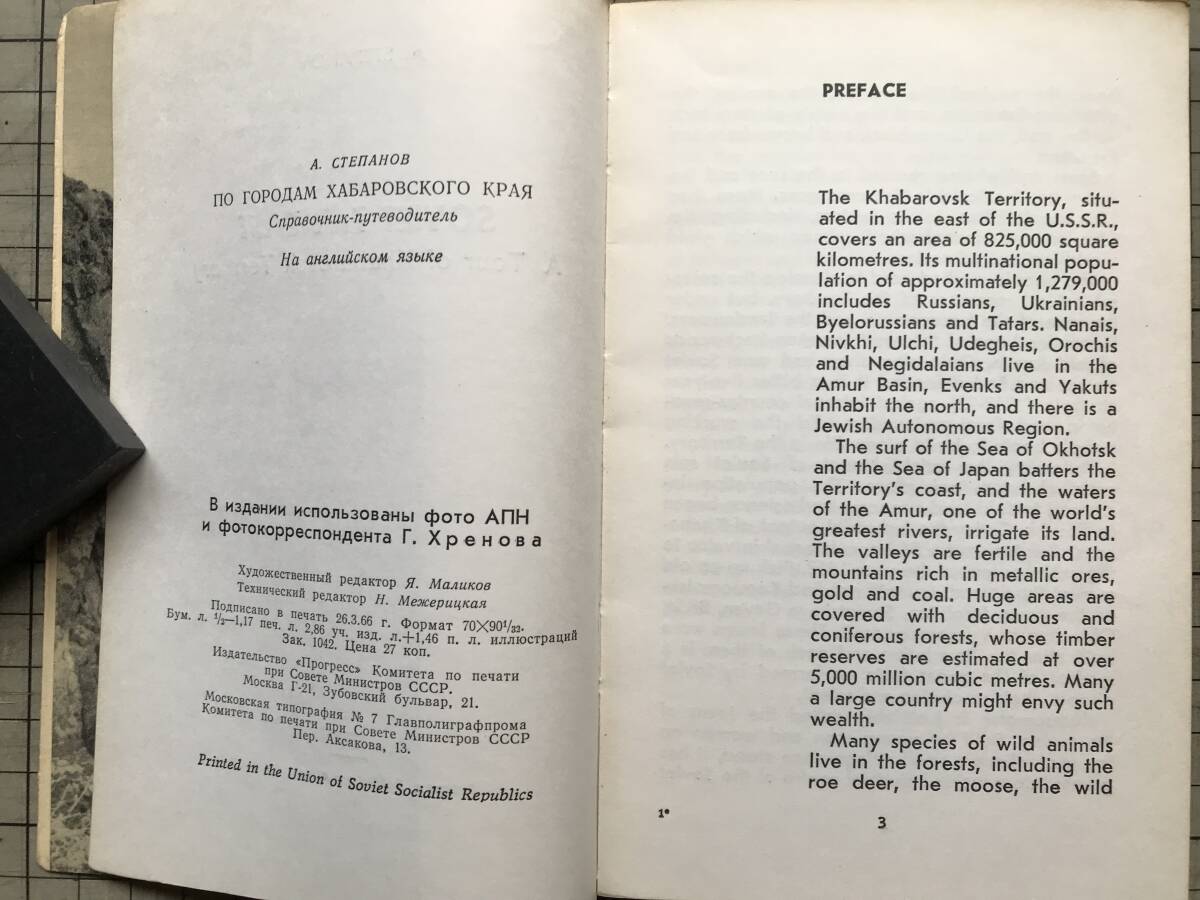 А. СТЕПАНОВ
ПО ГОРОДАМ ХАБАРОВСКОГО КРАЯ
Справочник-путеводитель
На английском языке
В издании использованы фото АПН
и фотокорреспондента Г. Хренова
Художественный редактор Я. Маликов
Технический редактор Н. Межерицкая
Подписано в печать 26.3.66 г. Формат 70×90¹/₃₂.
Бум. л. ¹/₂—1,17 печ. л. 2,86 уч. изд. л.+1,46 п. л. иллюстраций
Зак. 1042. Цена 27 коп.
Издательство «Прогресс» Комитета по печати
при Совете Министров СССР.
Москва Г-21, Зубовский бульвар, 21.
Московская типография № 7 Главполиграфпрома
Комитета по печати при Совете Министров СССР
Пер. Аксакова, 13.
Printed in the Union of Soviet Socialist Republics
PREFACE
The Khabarovsk Territory, situ-
ated in the east of the U.S.S.R.,
covers an area of 825,000 square
kilometres. Its multinational popu-
lation of approximately 1,279,000
includes Russians, Ukrainians,
Byelorussians and Tatars. Nanais,
Nivkhi, Ulchi, Udegheis, Orochis
and Negidalaians live in the
Amur Basin, Evenks and Yakuts
inhabit the north, and there is a
Jewish Autonomous Region.
The surf of the Sea of Okhotsk
and the Sea of Japan batters the
Territory's coast, and the waters
of the Amur, one of the world's
greatest rivers, irrigate its land.
The valleys are fertile and the
mountains rich in metallic ores,
gold and coal. Huge areas are
covered with deciduous and
coniferous forests, whose timber
reserves are estimated at over
5,000 million cubic metres. Many
a large country might envy such
wealth.
Many species of wild animals
live in the forests, including the
roe deer, the moose, the wild
1*
3